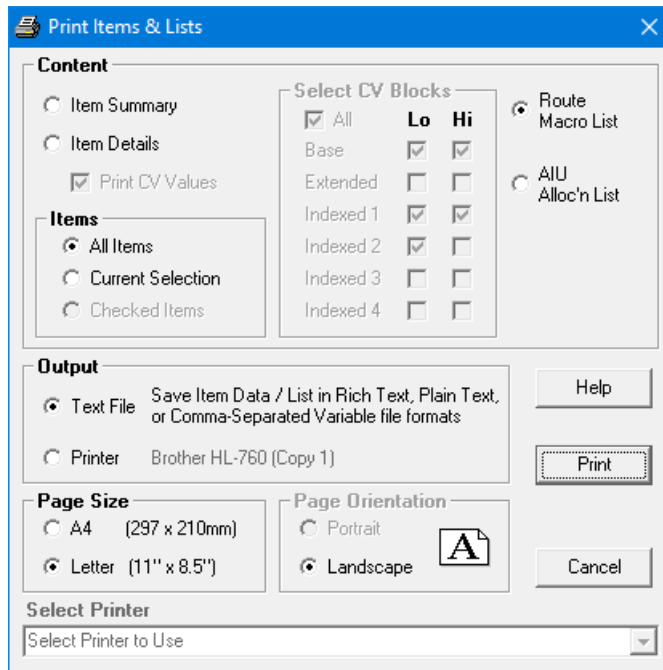 Print Items & Lists
Content
Item Summary
Item Details
Print CV Values
Items
All Items
Current Selection
Checked Items
Select CV Blocks
All Lo Hi
Base
Extended
Indexed 1
Indexed 2
Indexed 3
Indexed 4
Route
Macro List
AIU
Alloc'n List
Output
Text File
Save Item Data / List in Rich Text, Plain Text,
or Comma-Separated Variable file formats
Printer Brother HL-760 (Copy 1)
Help
Print
Cancel
Page Size
A4 (297 x 210mm)
Letter (11" x 8.5")
Page Orientation
Portrait
Landscape
A
Select Printer
Select Printer to Use